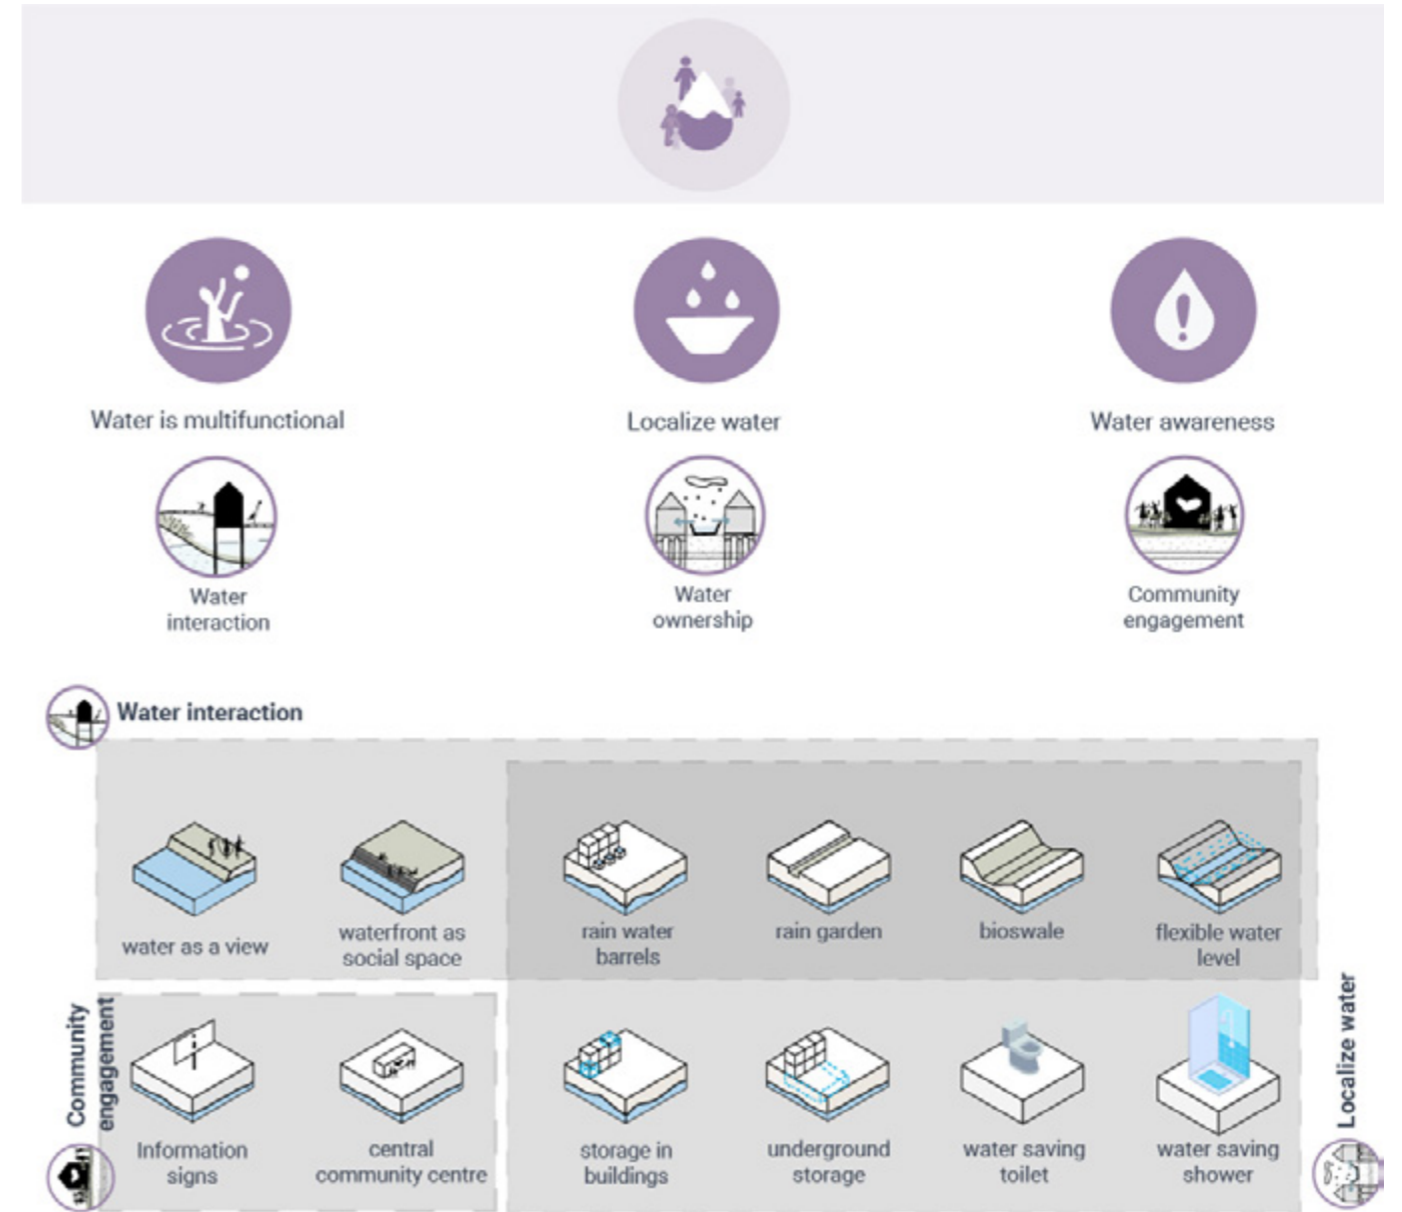 Water is multifunctional
Localize water
Water awareness
Water
interaction
Water
ownership
Community
engagement
Water interaction
water as a view
waterfront as
social space
rain water
barrels
rain garden
bioswale
flexible water
level
Community
engagement
Localize water
Information
signs
central
community centre
storage in
buildings
underground
storage
water saving
toilet
water saving
shower